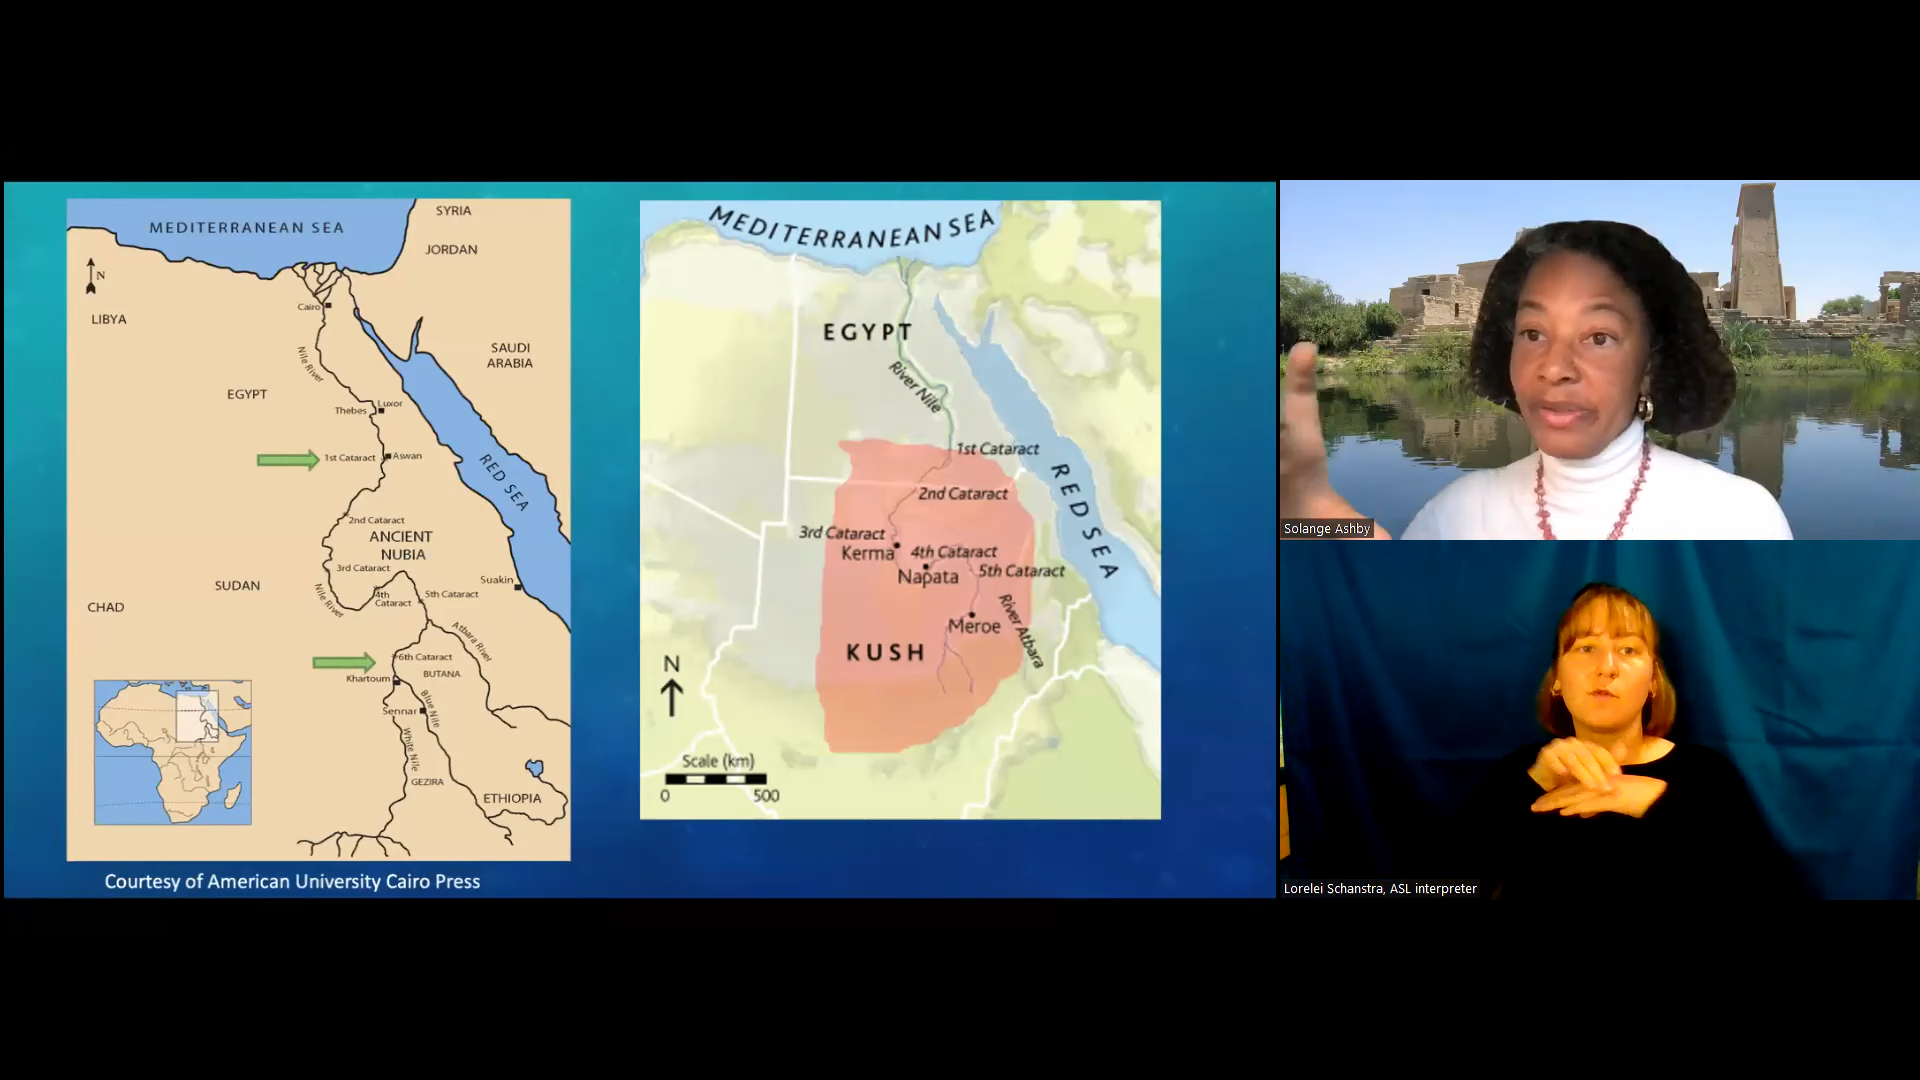 MEDITERRANEAN SEA
SYRIA
JORDAN
N
Cairo
LIBYA
SAUDI
ARABIA
Nile River
EGYPT
Thebes
Luxor
1st Cataract
Aswan
RED SEA
2nd Cataract
ANCIENT
NUBIA
3rd Cataract
Suakin
SUDAN
Nile River
4th
Cataract
5th Cataract
CHAD
Atbara River
6th Cataract
Khartoum
BUTANA
Blue Nile
Sennar
White Nile
GEZIRA
ETHIOPIA
Courtesy of American University Cairo Press
MEDITERRANEAN SEA
EGYPT
River Nile
1st Cataract
RED SEA
2nd Cataract
3rd Cataract
Kerma
4th Cataract
Napata
5th Cataract
River Atbara
Meroe
KUSH
N
Scale (km)
0 500
Solange Ashby
Lorelei Schanstra, ASL interpreter